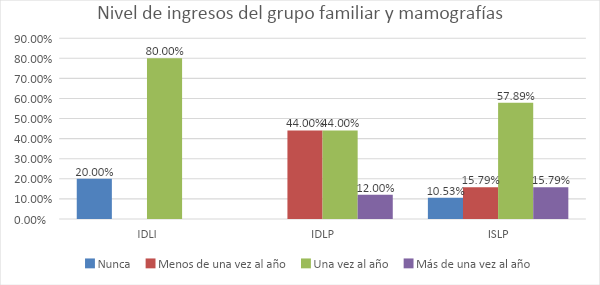 Nivel de ingresos del grupo familiar y mamografías
90.00%
80.00%
70.00%
60.00%
50.00%
40.00%
30.00%
20.00%
10.00%
0.00%
20.00%
80.00%
44.00%
44.00%
12.00%
10.53%
15.79%
57.89%
15.79%
IDLI
IDLP
ISLP
Nunca
Menos de una vez al año
Una vez al año
Más de una vez al año